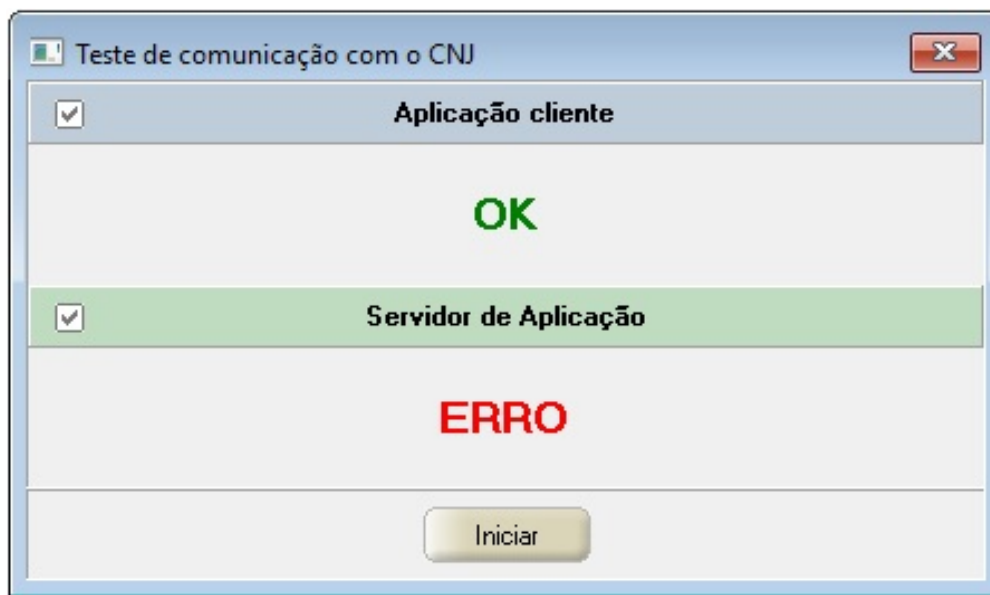 Teste de comunicação com o CNJ
Aplicação cliente
OK
Servidor de Aplicação
ERRO
Iniciar